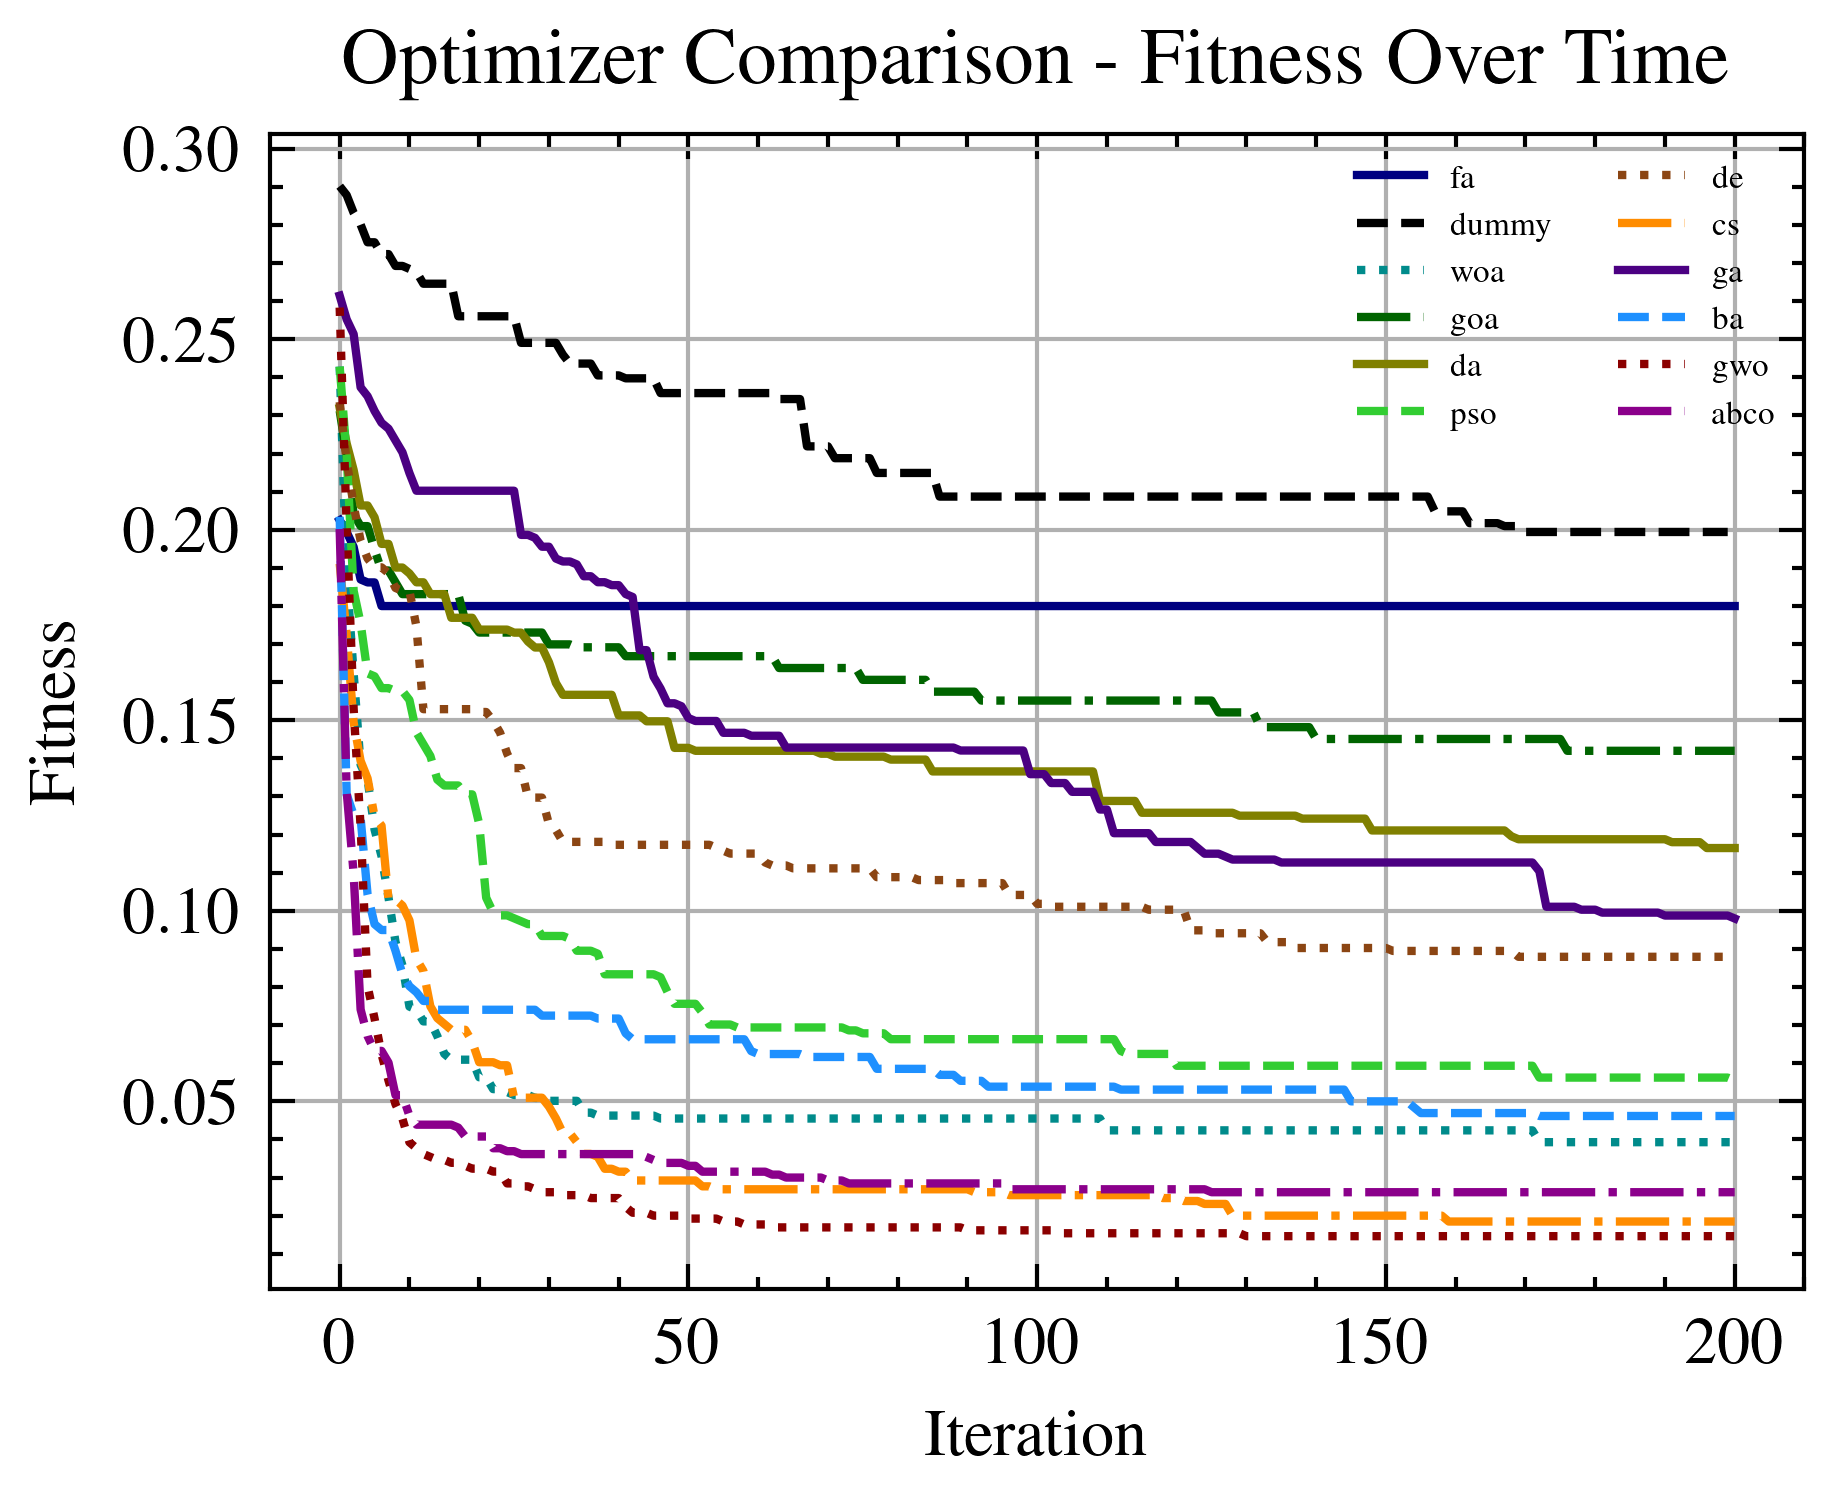 Optimizer Comparison - Fitness Over Time
0.30
0.25
0.20
0.15
0.10
0.05
Fitness
fa
dummy
woa
goa
da
pso
de
cs
ga
ba
gwo
abco
0 50 100 150 200
Iteration